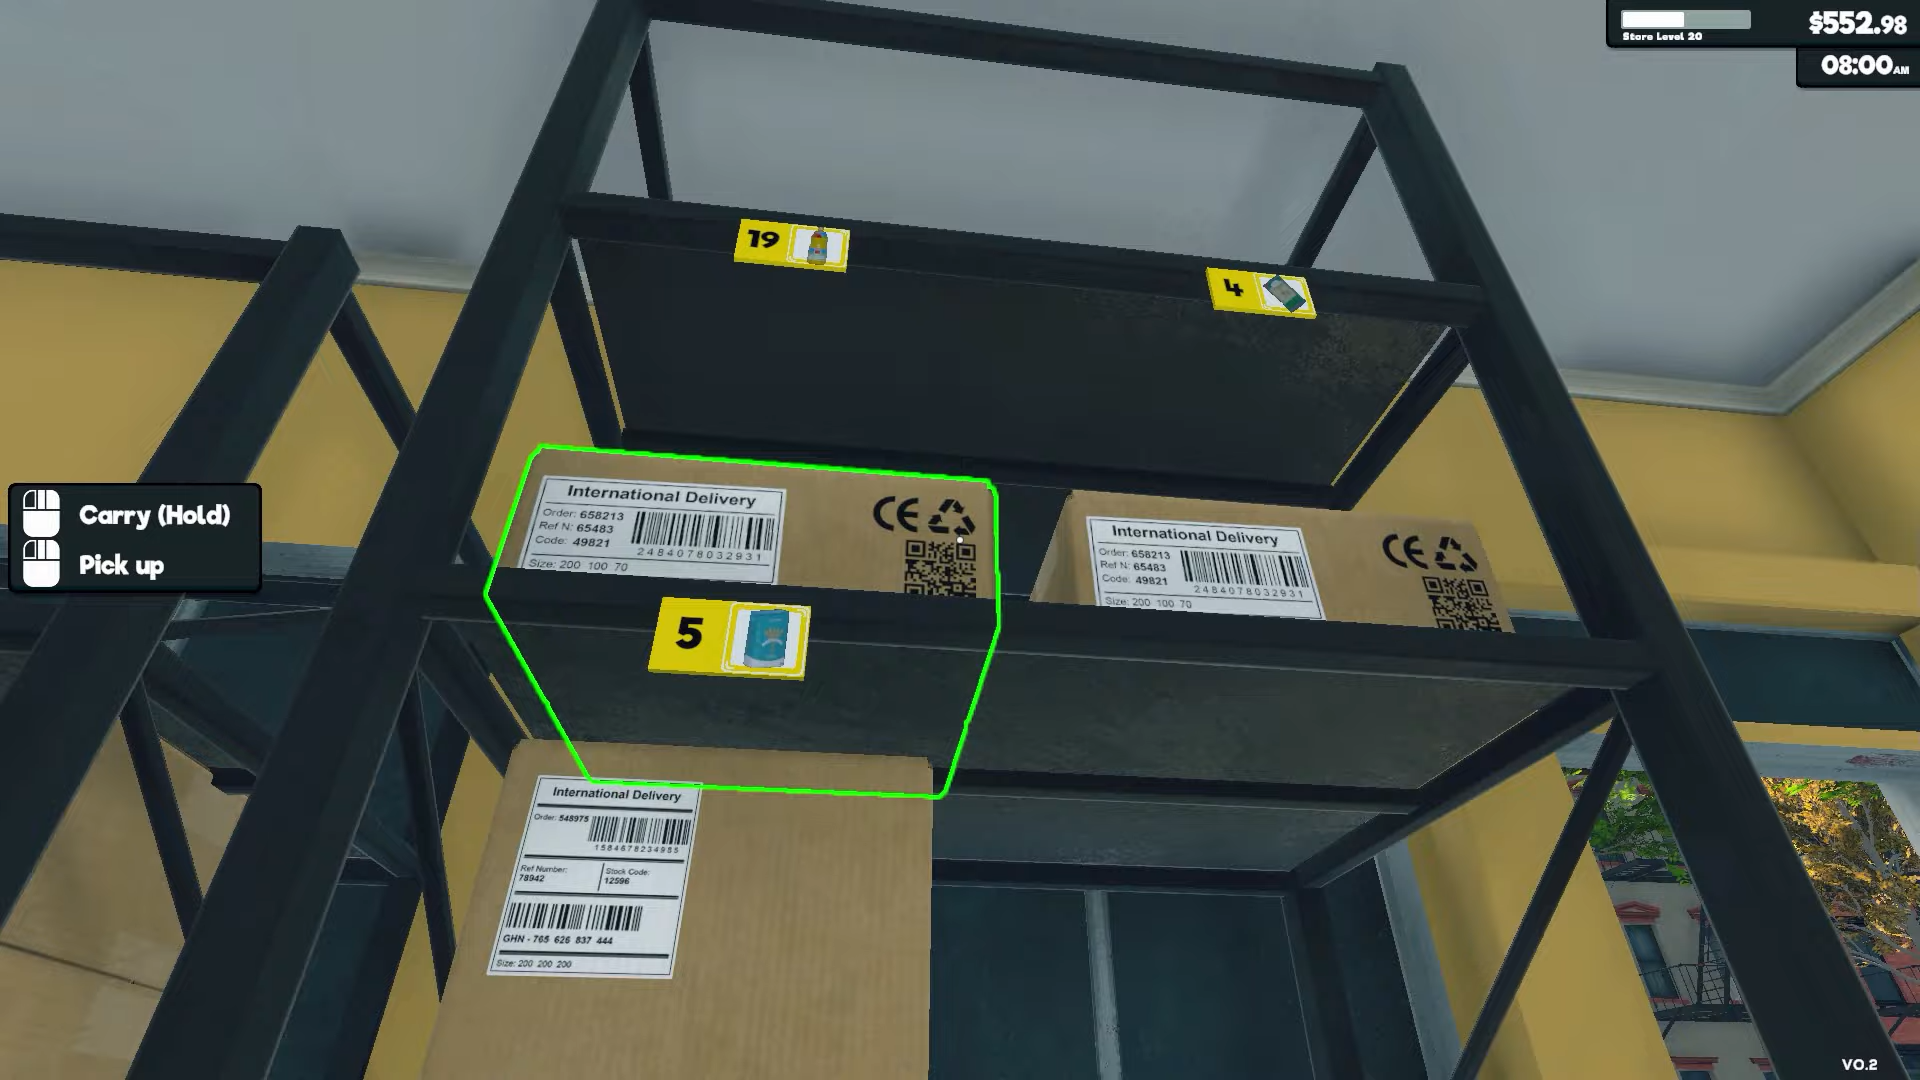 Store Level 20
$552.98
08:00AM
19
4
Carry (Hold)
Pick up
International Delivery
Order: 658213
Ref N: 65483
Code: 49821
2484078032931
Size: 200 100 70
CE
International Delivery
Order: 658213
Ref N: 65483
Code: 49821
2484078032931
Size: 200 100 70
CE
5
International Delivery
Order: 548975
1584678234985
Ref Number:
78942
Stock Code:
12596
GHN - 765 626 837 444
Size: 200 200 200
V0.2